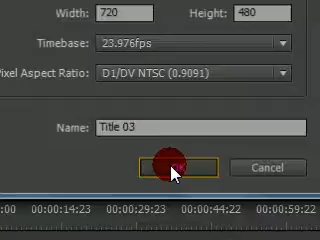 Width: 720 Height: 480
Timebase: 23.976fps
Pixel Aspect Ratio: D1/DV NTSC (0.9091)
Name: Title 03
Cancel
:00 00:00:14:23 00:00:29:23 00:00:44:22 00:00:59:22